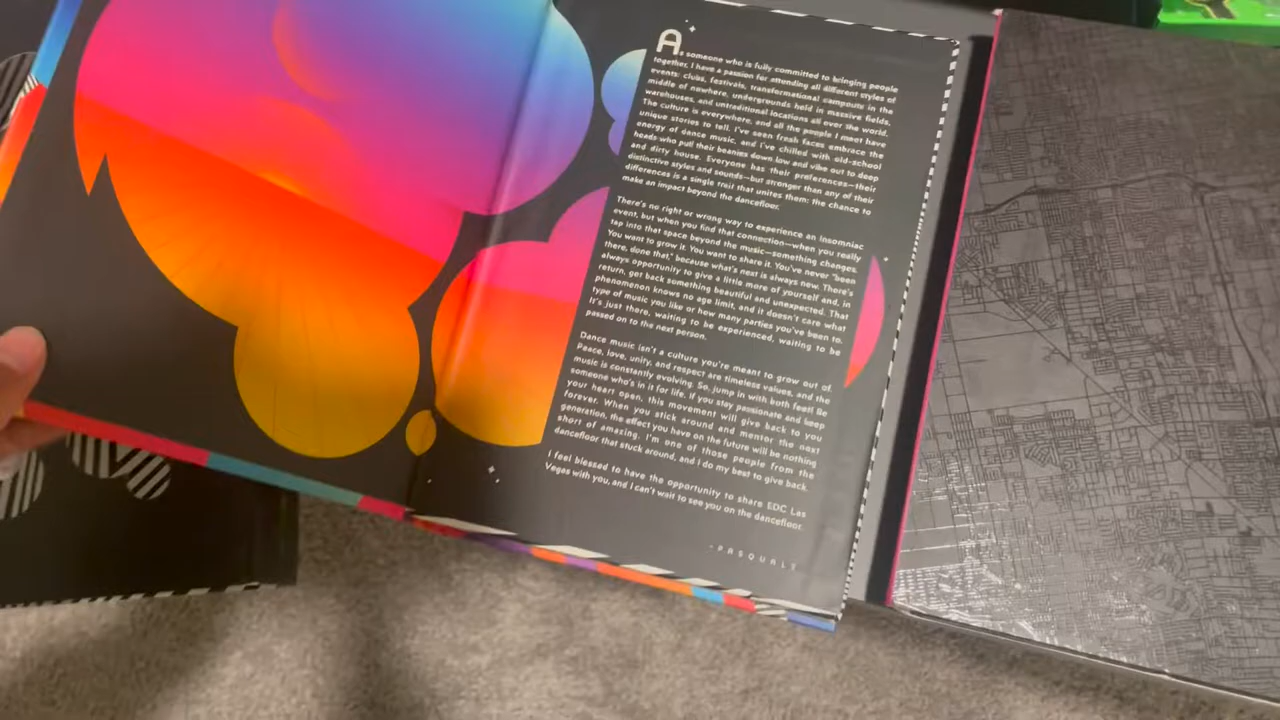 As someone who is fully committed to bringing people
together, I have a passion for attending all different styles of
events: clubs, festivals, transformational campouts in the
middle of nowhere, undergrounds held in massive fields,
warehouses, and untraditional locations all over the world.
The culture is everywhere, and all the people I meet have
unique stories to tell. I've seen fresh faces embrace the
energy of dance music, and I've chilled with old-school
heads who pull their beanies down low and vibe out to deep
and dirty house. Everyone has their preferences—their
distinctive styles and sounds—but stronger than any of their
differences is a single trait that unites them: the chance to
make an impact beyond the dancefloor.
There's no right or wrong way to experience an Insomniac
event, but when you find that connection—when you really
tap into that space beyond the music—something changes.
You want to grow it. You want to share it. You've never "been
there, done that," because what's next is always new. There's
always opportunity to give a little more of yourself and, in
return, get back something beautiful and unexpected. That
phenomenon knows no age limit, and it doesn't care what
type of music you like or how many parties you've been to.
It's just there, waiting to be experienced, waiting to be
passed on to the next person.
Dance music isn't a culture you're meant to grow out of.
Peace, love, unity, and respect are timeless values, and the
music is constantly evolving. So, jump in with both feet! Be
someone who's in it for life. If you stay passionate and keep
your heart open, this movement will give back to you
forever. When you stick around and mentor the next
generation, the effect you have on the future will be nothing
short of amazing. I'm one of those people from the
dancefloor that stuck around, and I do my best to give back.
I feel blessed to have the opportunity to share EDC Las
Vegas with you, and I can't wait to see you on the dancefloor.
-PASQUALE